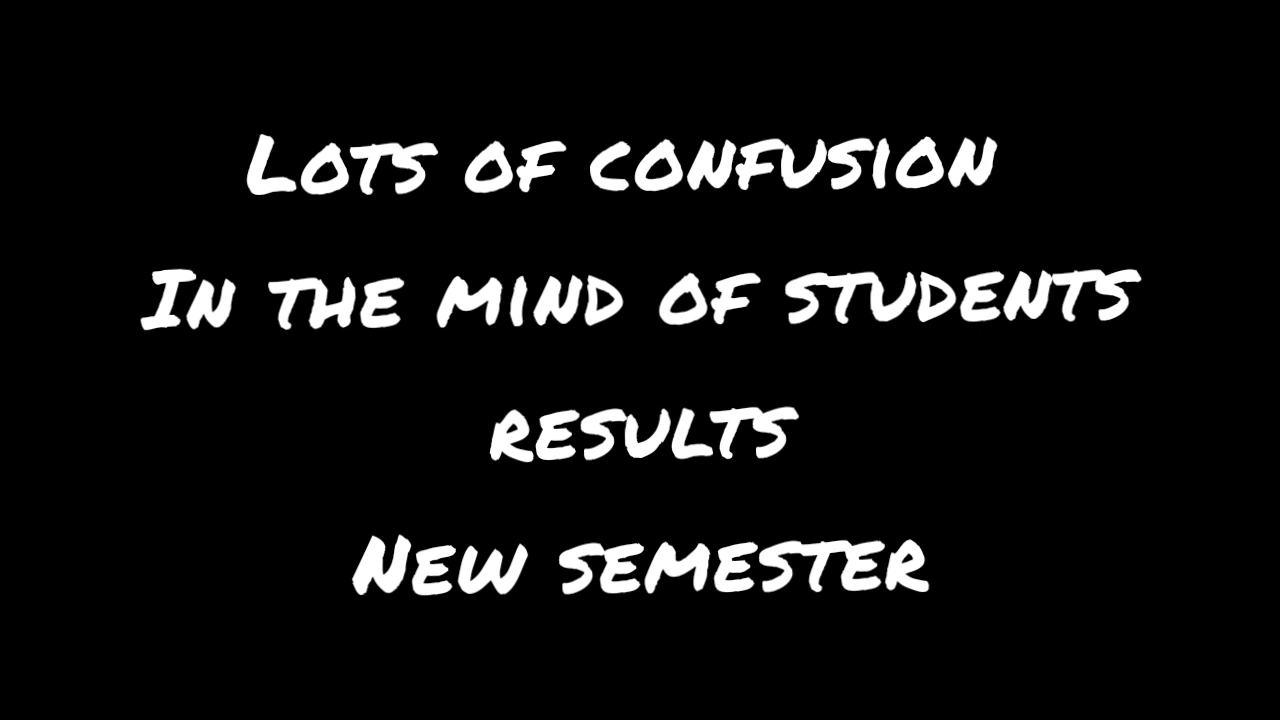 Lots of confusion
In the mind of students
results
New semester